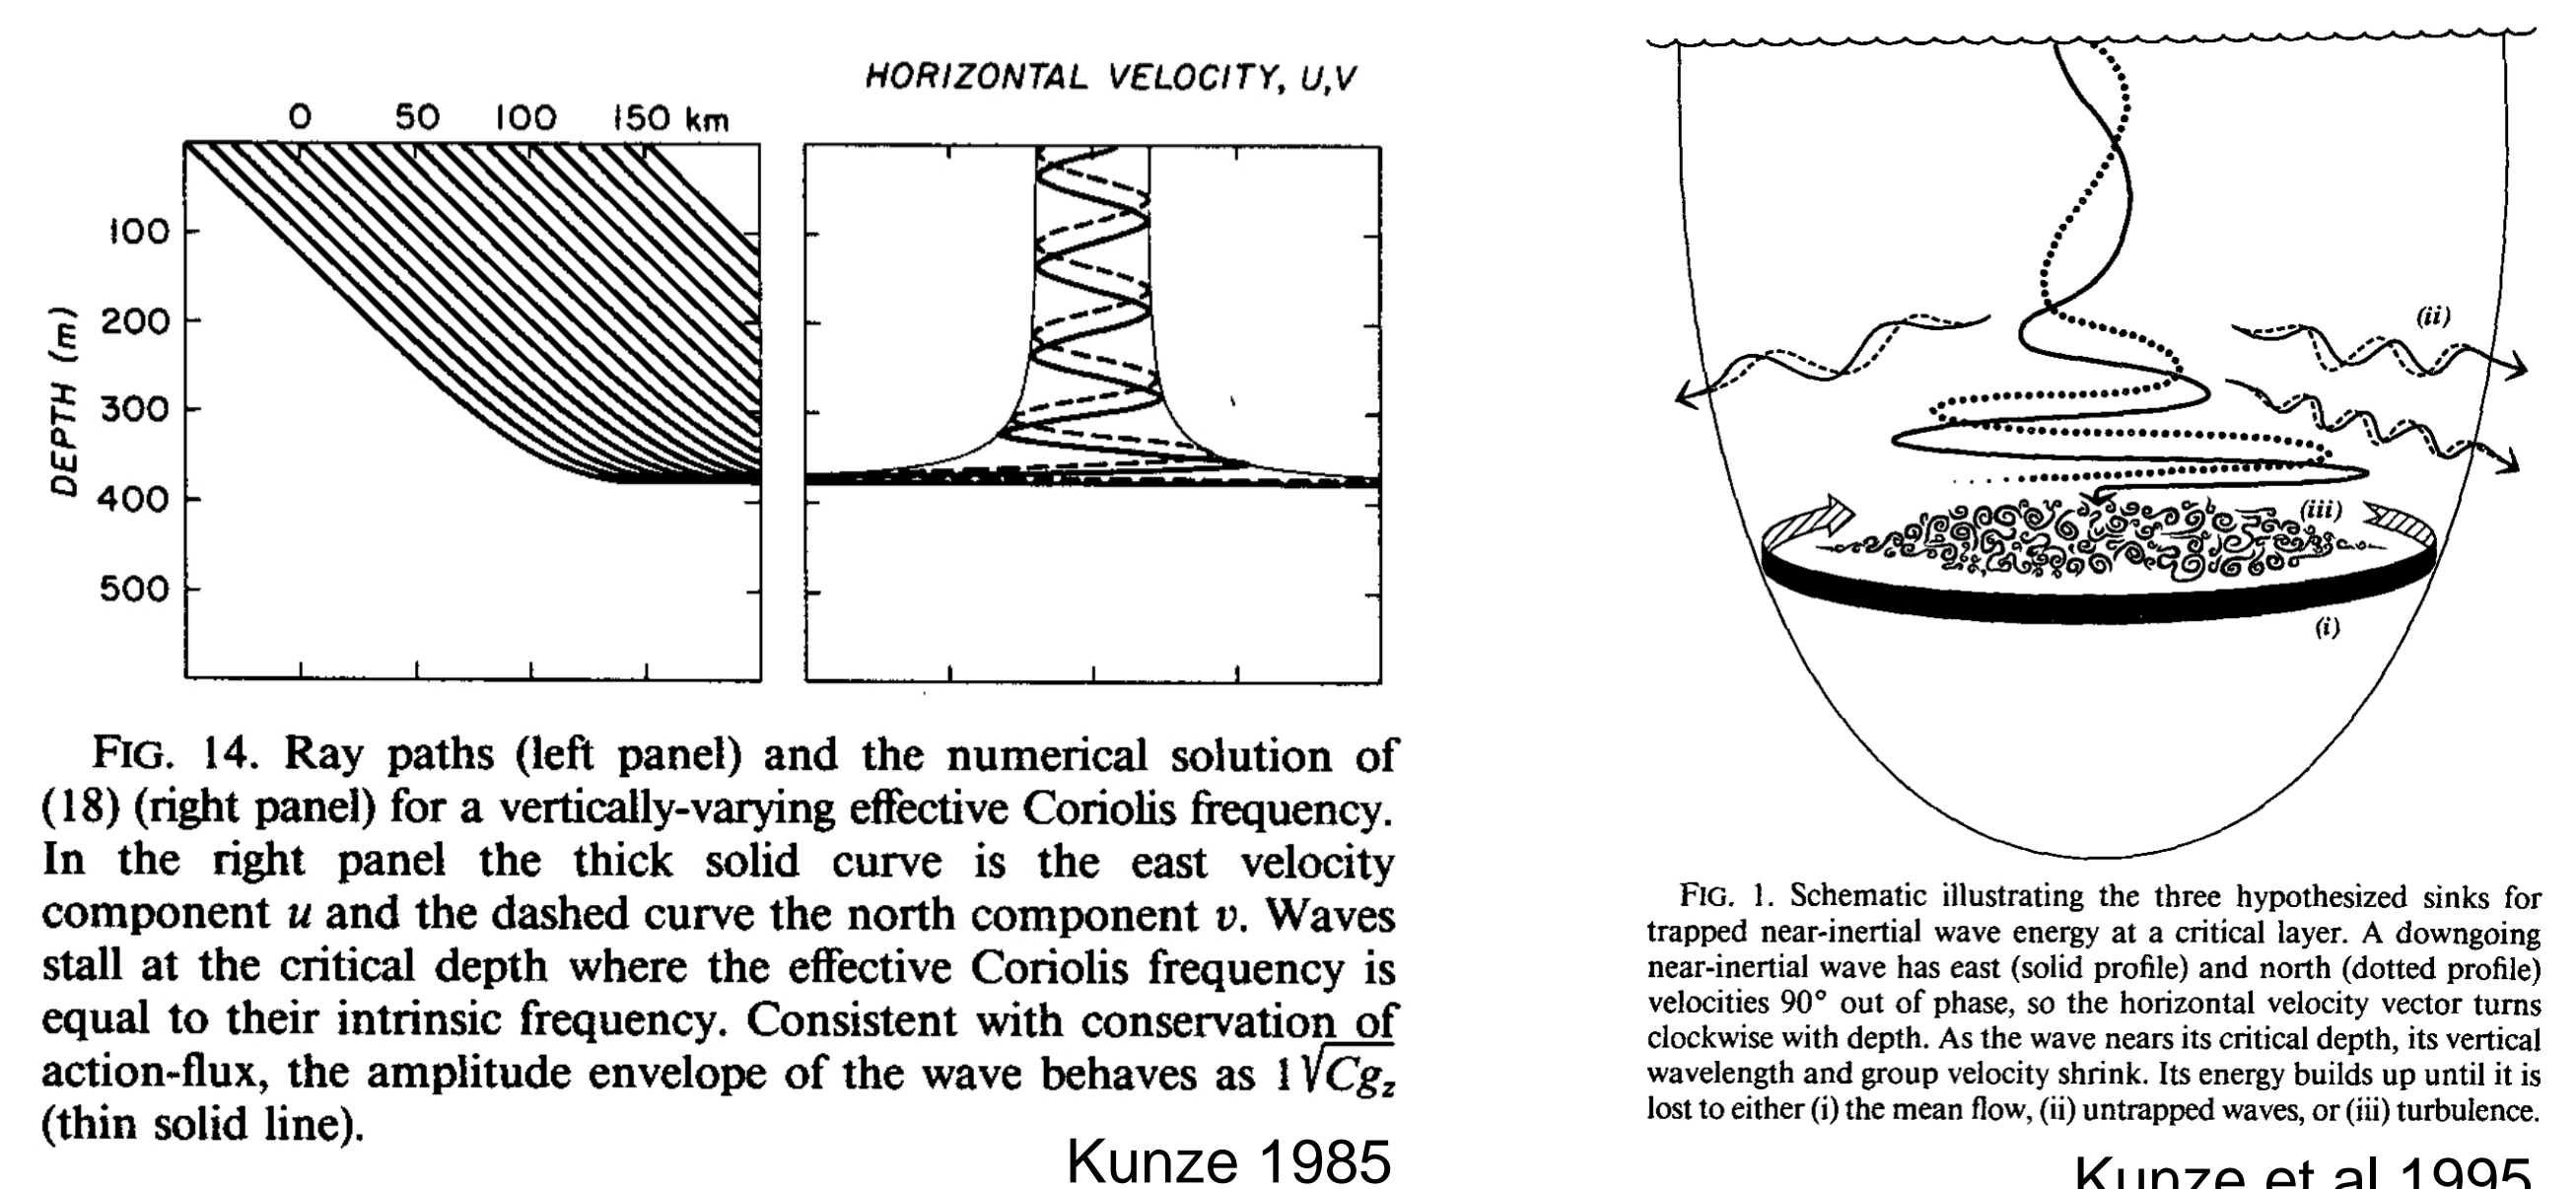 HORIZONTAL VELOCITY, U,V
0 50 100 150 km
DEPTH (m)
100
200
300
400
500
FIG. 14. Ray paths (left panel) and the numerical solution of
(18) (right panel) for a vertically-varying effective Coriolis frequency.
In the right panel the thick solid curve is the east velocity
component u and the dashed curve the north component v. Waves
stall at the critical depth where the effective Coriolis frequency is
equal to their intrinsic frequency. Consistent with conservation of
action-flux, the amplitude envelope of the wave behaves as 1√Cgz
(thin solid line).
Kunze 1985
(ii)
(iii)
(i)
FIG. 1. Schematic illustrating the three hypothesized sinks for
trapped near-inertial wave energy at a critical layer. A downgoing
near-inertial wave has east (solid profile) and north (dotted profile)
velocities 90° out of phase, so the horizontal velocity vector turns
clockwise with depth. As the wave nears its critical depth, its vertical
wavelength and group velocity shrink. Its energy builds up until it is
lost to either (i) the mean flow, (ii) untrapped waves, or (iii) turbulence.
Kunze et al 1995